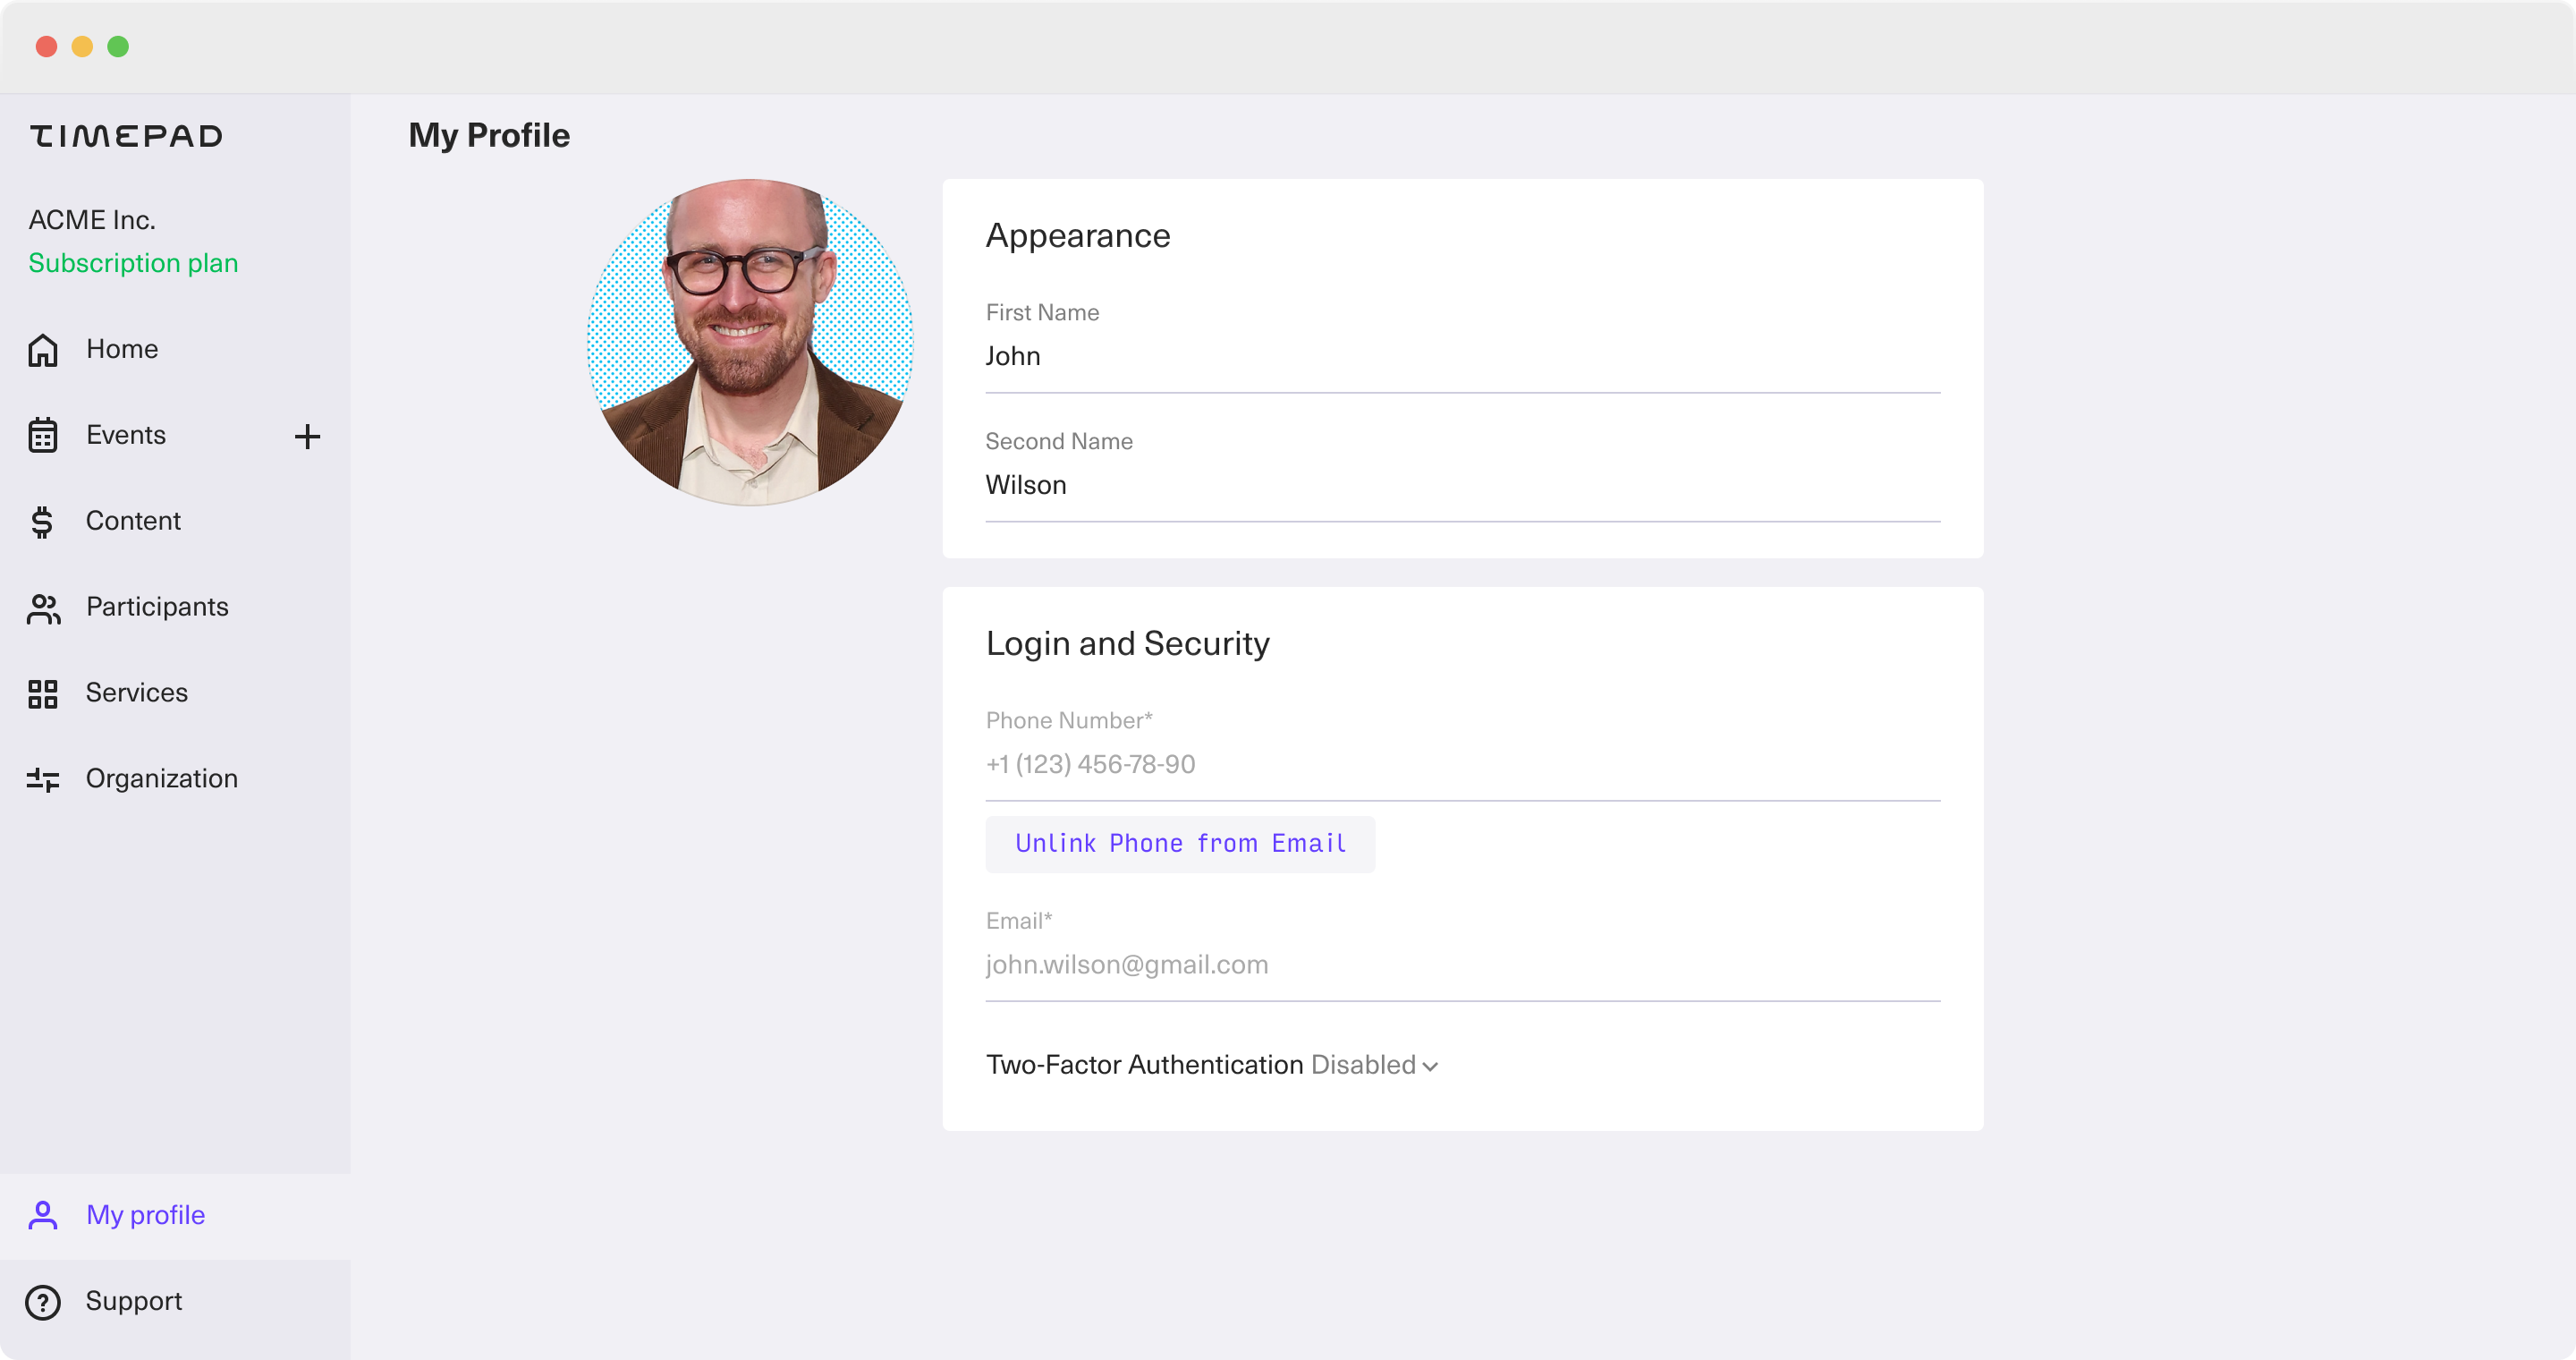 TIMEPAD
ACME Inc.
Subscription plan
Home
Events
Content
Participants
Services
Organization
My profile
Support
My Profile
Appearance
First Name
John
Second Name
Wilson
Login and Security
Phone Number*
+1 (123) 456-78-90
Unlink Phone from Email
Email*
john.wilson@gmail.com
Two-Factor Authentication Disabled